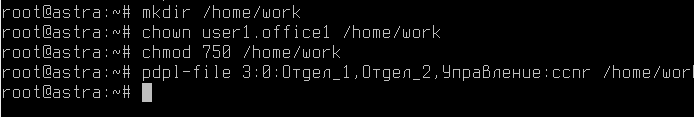 root@astra:~# mkdir /home/work
root@astra:~# chown user1.office1 /home/work
root@astra:~# chmod 750 /home/work
root@astra:~# pdpl-file 3:0:Отдел_1,Отдел_2,Управление:ccnr /home/work
root@astra:~#